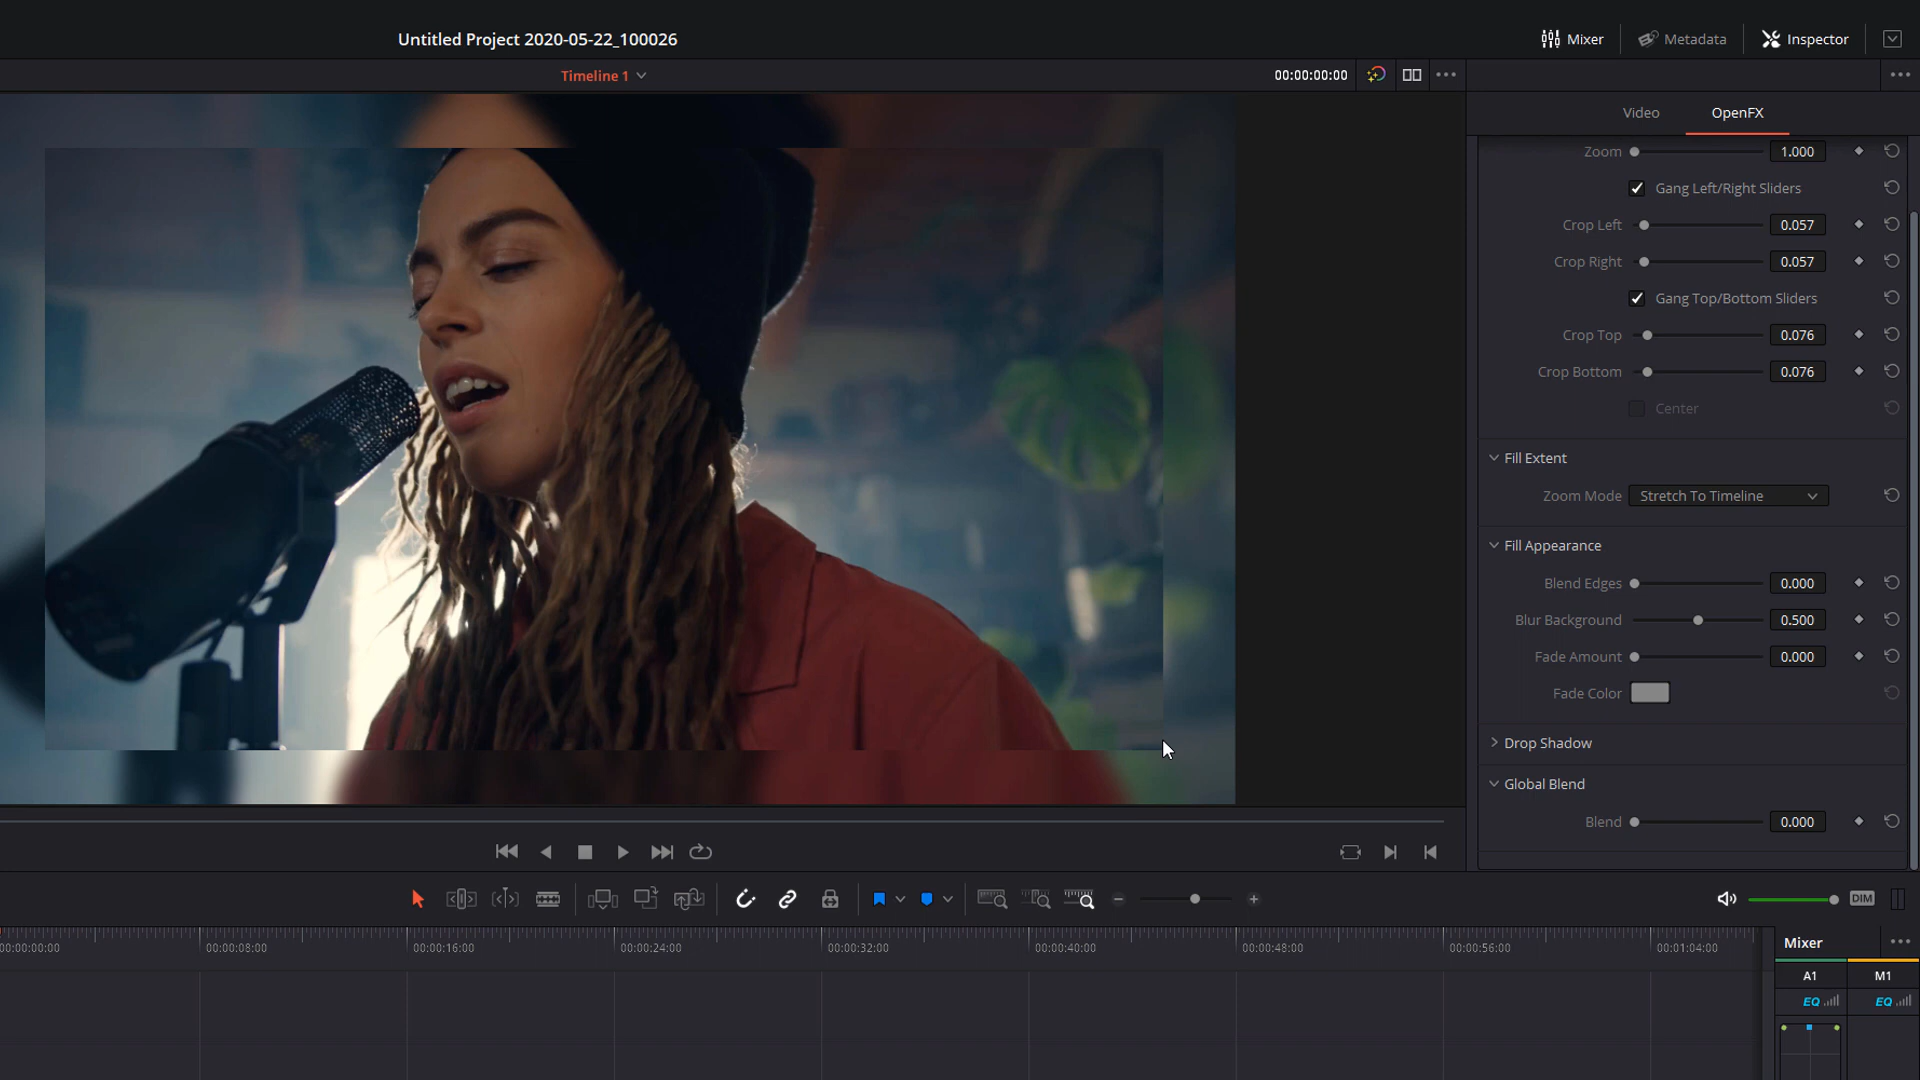 Untitled Project 2020-05-22_100026
Mixer
Metadata
Inspector
Timeline 1
00:00:00:00
Video
OpenFX
Zoom 1.000
Gang Left/Right Sliders
Crop Left 0.057
Crop Right 0.057
Gang Top/Bottom Sliders
Crop Top 0.076
Crop Bottom 0.076
Center
Fill Extent
Zoom Mode Stretch To Timeline
Fill Appearance
Blend Edges 0.000
Blur Background 0.500
Fade Amount 0.000
Fade Color
Drop Shadow
Global Blend
Blend 0.000
DIM
00:00:00:00 00:00:08:00 00:00:16:00 00:00:24:00 00:00:32:00 00:00:40:00 00:00:48:00 00:00:56:00 00:01:04:00
Mixer
A1 M1
EQ EQ